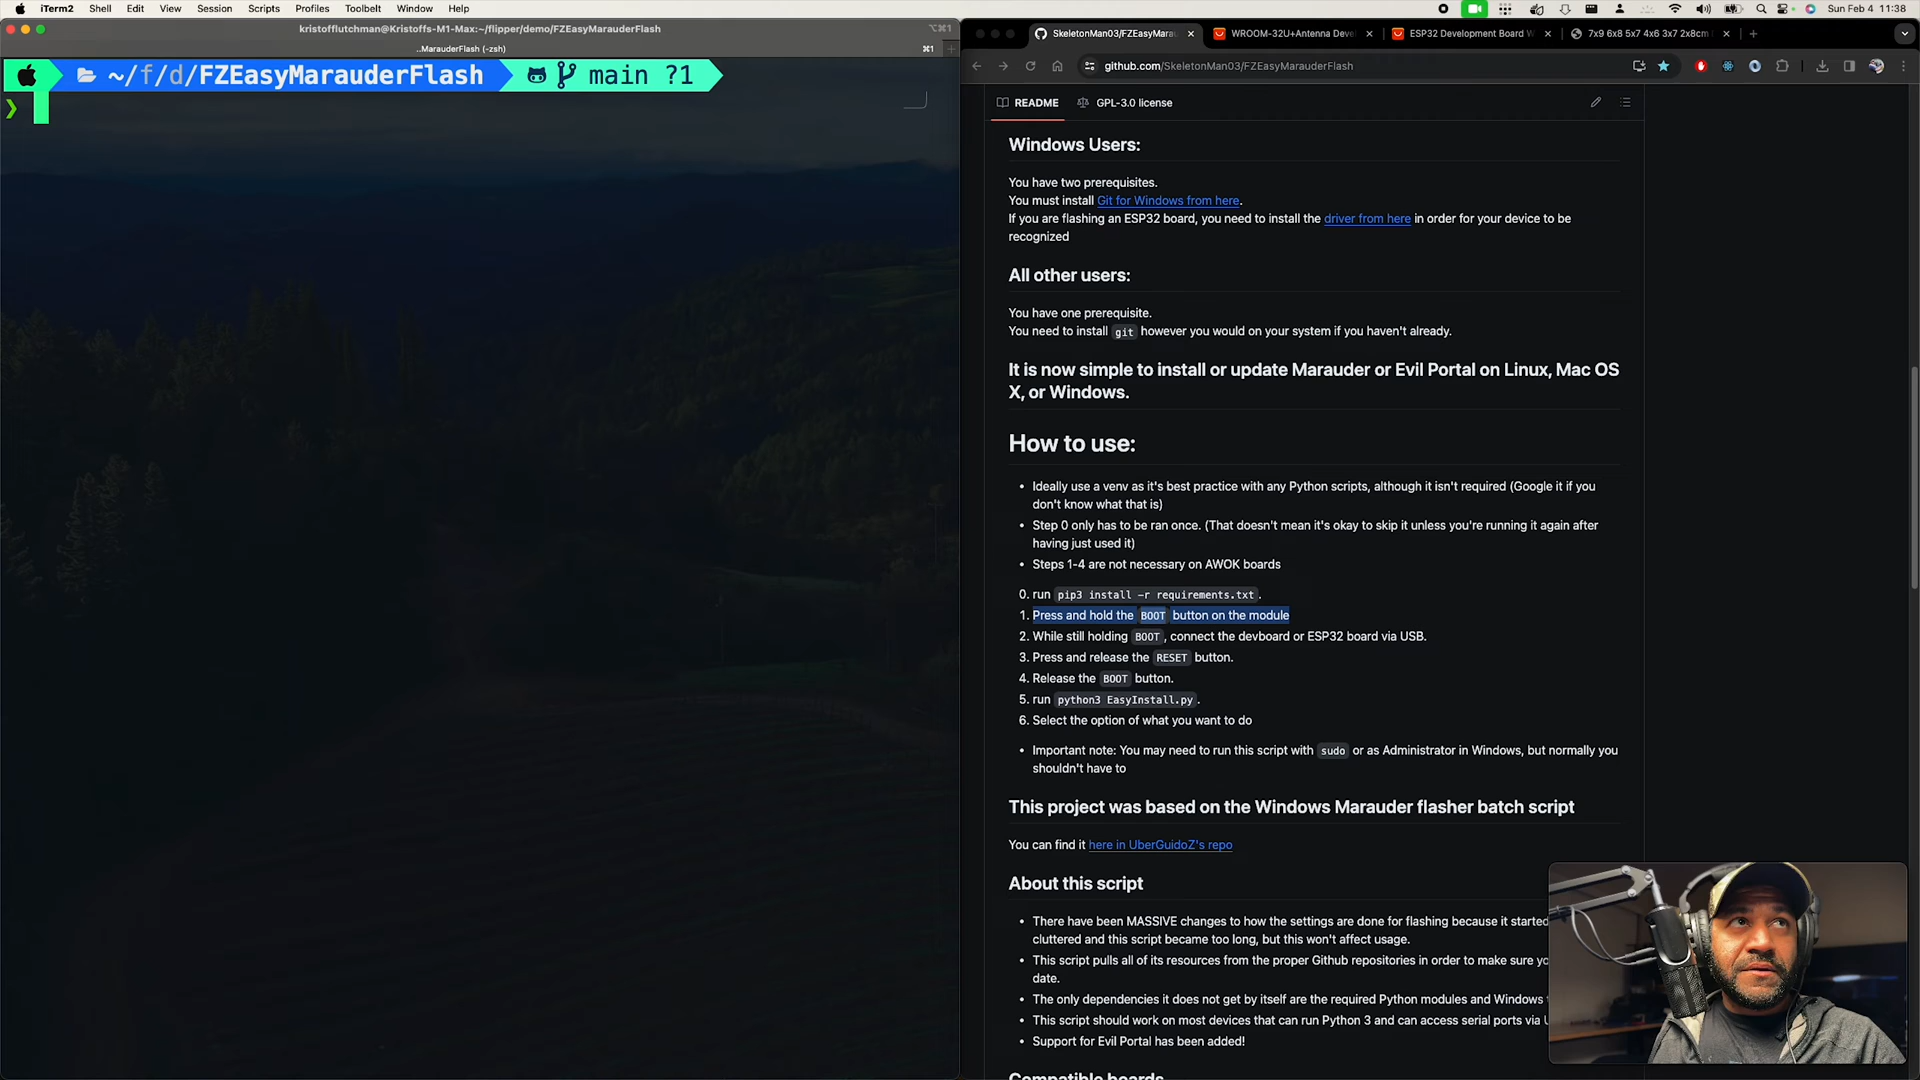 iTerm2 Shell Edit View Session Scripts Profiles Toolbelt Window Help Sun Feb 4 11:38
kristofflutchman@Kristoffs-M1-Max:~/flipper/demo/FZEasyMarauderFlash ⌥⌘1
..MarauderFlash (-zsh) ⌘1
~/f/d/FZEasyMarauderFlash main ?1
❯
SkeletonMan03/FZEasyMarau WROOM-32U+Antenna Deve ESP32 Development Board W 7x9 6x8 5x7 4x6 3x7 2x8cm
github.com/SkeletonMan03/FZEasyMarauderFlash
README GPL-3.0 license
Windows Users:
You have two prerequisites.
You must install Git for Windows from here.
If you are flashing an ESP32 board, you need to install the driver from here in order for your device to be
recognized
All other users:
You have one prerequisite.
You need to install git however you would on your system if you haven't already.
It is now simple to install or update Marauder or Evil Portal on Linux, Mac OS
X, or Windows.
How to use:
• Ideally use a venv as it's best practice with any Python scripts, although it isn't required (Google it if you
don't know what that is)
• Step 0 only has to be ran once. (That doesn't mean it's okay to skip it unless you're running it again after
having just used it)
• Steps 1-4 are not necessary on AWOK boards
0. run pip3 install -r requirements.txt.
1. Press and hold the BOOT button on the module
2. While still holding BOOT, connect the devboard or ESP32 board via USB.
3. Press and release the RESET button.
4. Release the BOOT button.
5. run python3 EasyInstall.py.
6. Select the option of what you want to do
• Important note: You may need to run this script with sudo or as Administrator in Windows, but normally you
shouldn't have to
This project was based on the Windows Marauder flasher batch script
You can find it here in UberGuidoZ's repo
About this script
• There have been MASSIVE changes to how the settings are done for flashing because it started
cluttered and this script became too long, but this won't affect usage.
• This script pulls all of its resources from the proper Github repositories in order to make sure yo
date.
• The only dependencies it does not get by itself are the required Python modules and Windows
• This script should work on most devices that can run Python 3 and can access serial ports via U
• Support for Evil Portal has been added!
Compatible boards